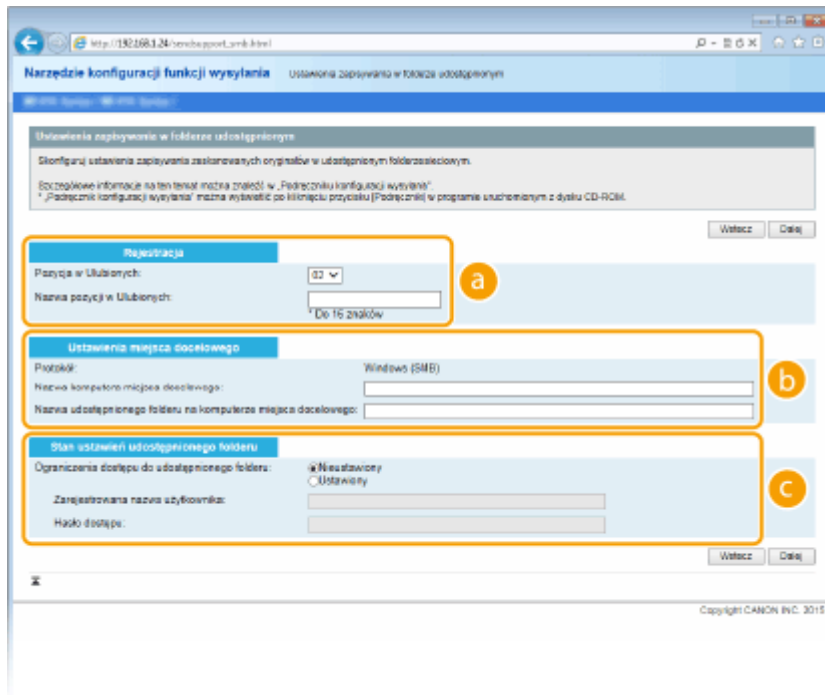 http://192.168.1.24/sendsupport_smb.html
Narzędzie konfiguracji funkcji wysyłania Ustawienia zapisywania w folderze udostępnionym
Ustawienia zapisywania w folderze udostępnionym
Skonfiguruj ustawienia zapisywania zeskanowanych oryginałów w udostępnionym folderze sieciowym.
Szczegółowe informacje na ten temat można znaleźć w „Podręczniku konfiguracji wysyłania”.
* „Podręcznik konfiguracji wysyłania” można wyświetlić po kliknięciu przycisku [Podręczniki] w programie uruchomionym z dysku CD-ROM.
Wstecz Dalej
Rejestracja
Pozycja w Ulubionych: 02
Nazwa pozycji w Ulubionych:
* Do 16 znaków
a
Ustawienia miejsca docelowego
Protokół: Windows (SMB)
Nazwa komputera miejsca docelowego:
Nazwa udostępnionego folderu na komputerze miejsca docelowego:
b
Stan ustawień udostępnionego folderu
Ograniczenia dostępu do udostępnionego folderu: Nieustawiony
Ustawiony
Zarejestrowana nazwa użytkownika:
Hasło dostępu:
c
Wstecz Dalej
Copyright CANON INC. 2015